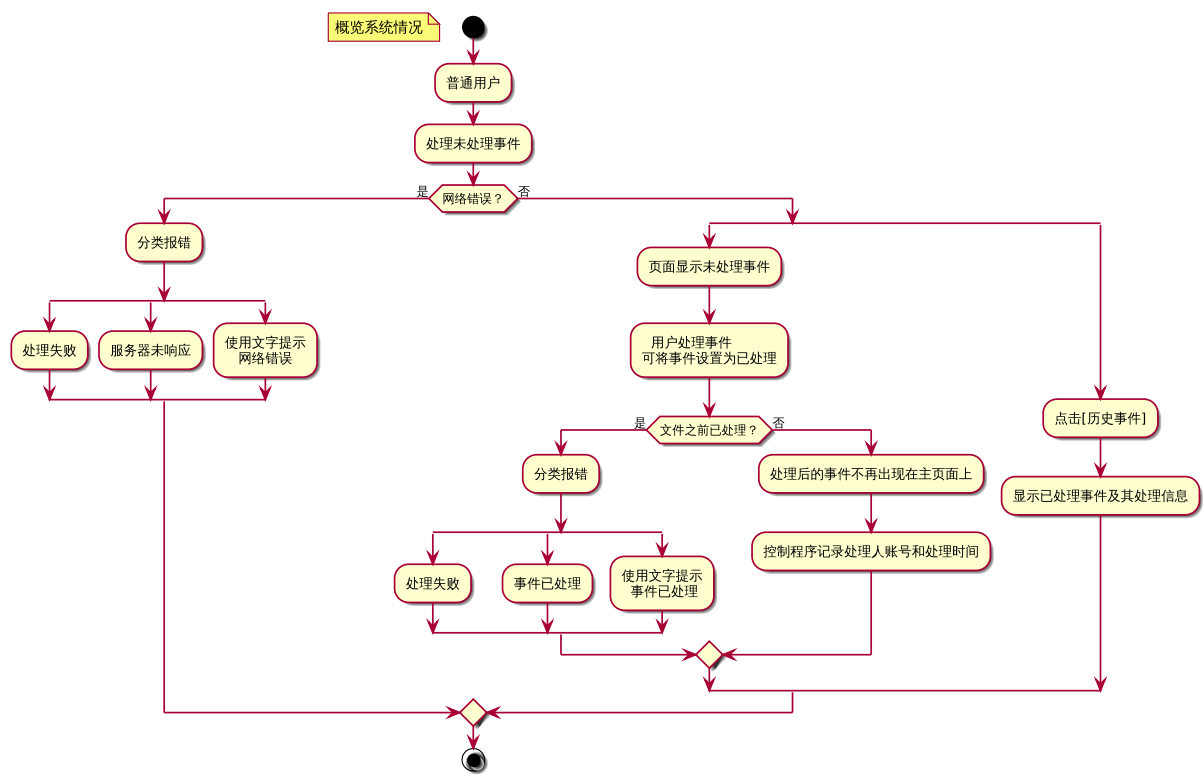 概览系统情况
普通用户
处理未处理事件
是
网络错误？
否
分类报错
处理失败
服务器未响应
使用文字提示
网络错误
页面显示未处理事件
用户处理事件
可将事件设置为已处理
是
文件之前已处理？
否
分类报错
处理失败
事件已处理
使用文字提示
事件已处理
处理后的事件不再出现在主页面上
控制程序记录处理人账号和处理时间
点击[历史事件]
显示已处理事件及其处理信息